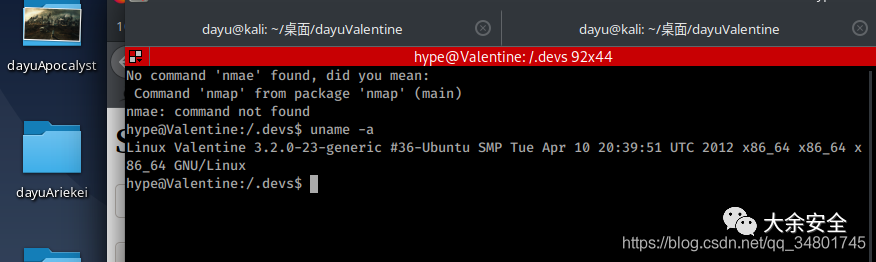 dayu@kali: ~/桌面/dayuValentine
dayu@kali: ~/桌面/dayuValentine
hype@Valentine: /.devs 92x44
No command 'nmae' found, did you mean:
Command 'nmap' from package 'nmap' (main)
nmae: command not found
hype@Valentine:/.devs$ uname -a
Linux Valentine 3.2.0-23-generic #36-Ubuntu SMP Tue Apr 10 20:39:51 UTC 2012 x86_64 x86_64 x
86_64 GNU/Linux
hype@Valentine:/.devs$
dayuApocalyst
dayuAriekei
大余安全
https://blog.csdn.net/qq_34801745